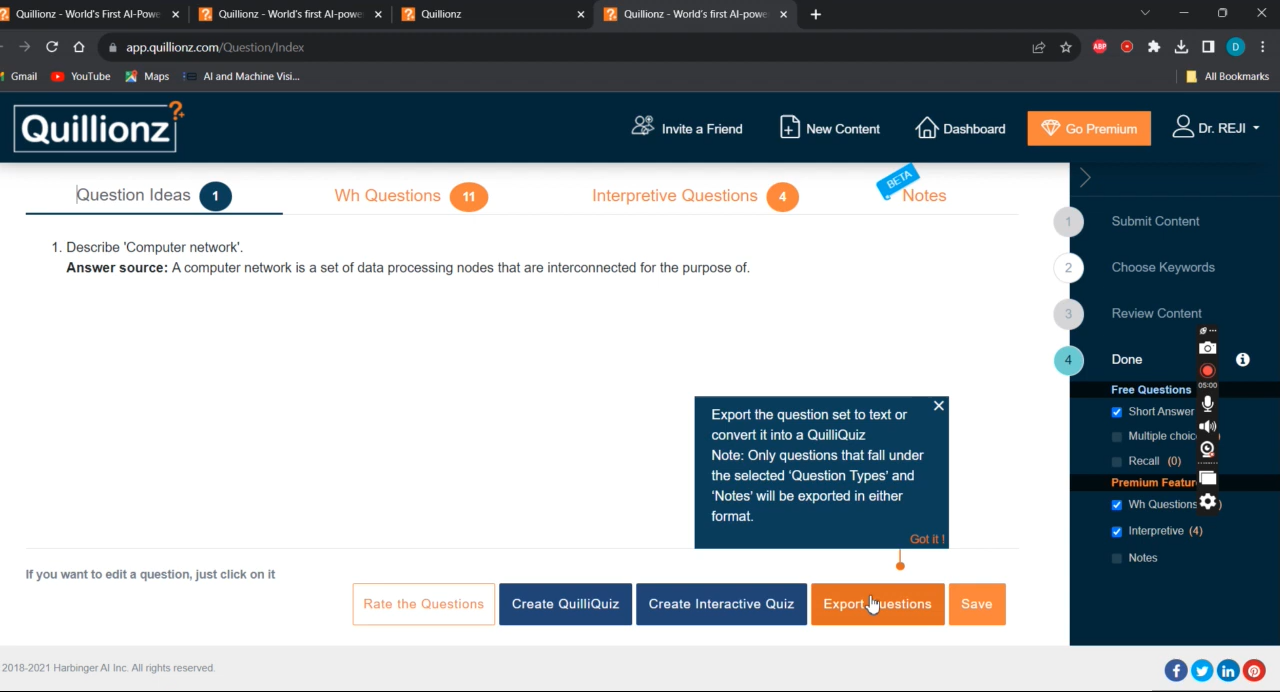 Quillionz - World's First AI-Powe
Quillionz - World's first AI-powe
Quillionz
Quillionz - World's first AI-powe
app.quillionz.com/Question/Index
ABP
D
Gmail
YouTube
Maps
AI and Machine Visi...
All Bookmarks
Quillionz?+
Invite a Friend
New Content
Dashboard
Go Premium
Dr. REJI
Question Ideas 1
Wh Questions 11
Interpretive Questions 4
BETA
Notes
1. Describe 'Computer network'.
Answer source: A computer network is a set of data processing nodes that are interconnected for the purpose of.
1 Submit Content
2 Choose Keywords
3 Review Content
4 Done
Free Questions
05:00
Short Answer
Multiple choic
Recall (0)
Premium Featur
Wh Questions )
Interpretive (4)
Notes
Export the question set to text or
convert it into a QuilliQuiz
Note: Only questions that fall under
the selected 'Question Types' and
'Notes' will be exported in either
format.
Got it !
If you want to edit a question, just click on it
Rate the Questions
Create QuilliQuiz
Create Interactive Quiz
Export Questions
Save
2018-2021 Harbinger AI Inc. All rights reserved.